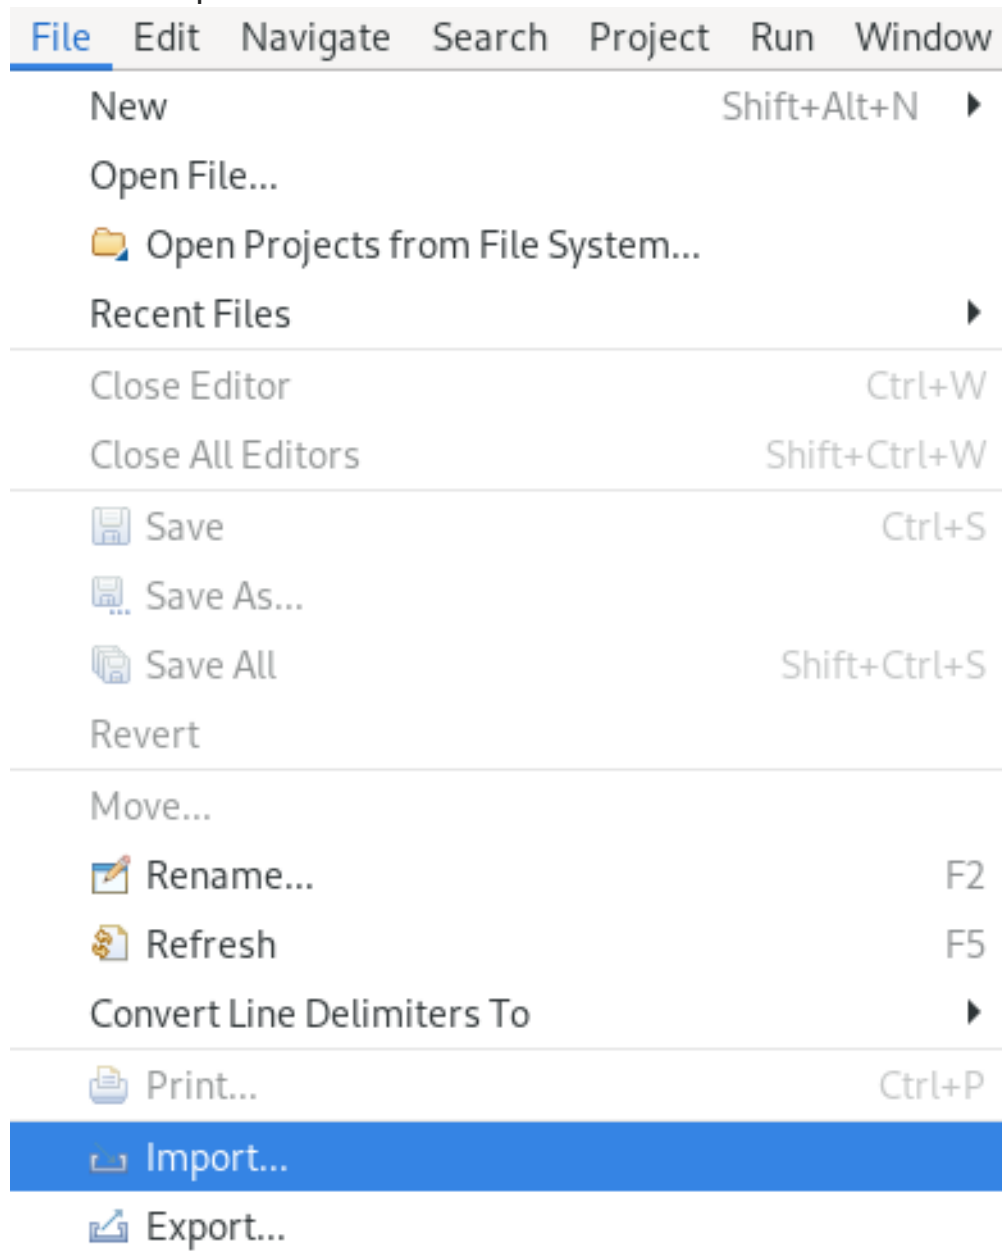 File Edit Navigate Search Project Run Window
New Shift+Alt+N
Open File...
Open Projects from File System...
Recent Files
Close Editor Ctrl+W
Close All Editors Shift+Ctrl+W
Save Ctrl+S
Save As...
Save All Shift+Ctrl+S
Revert
Move...
Rename... F2
Refresh F5
Convert Line Delimiters To
Print... Ctrl+P
Import...
Export...